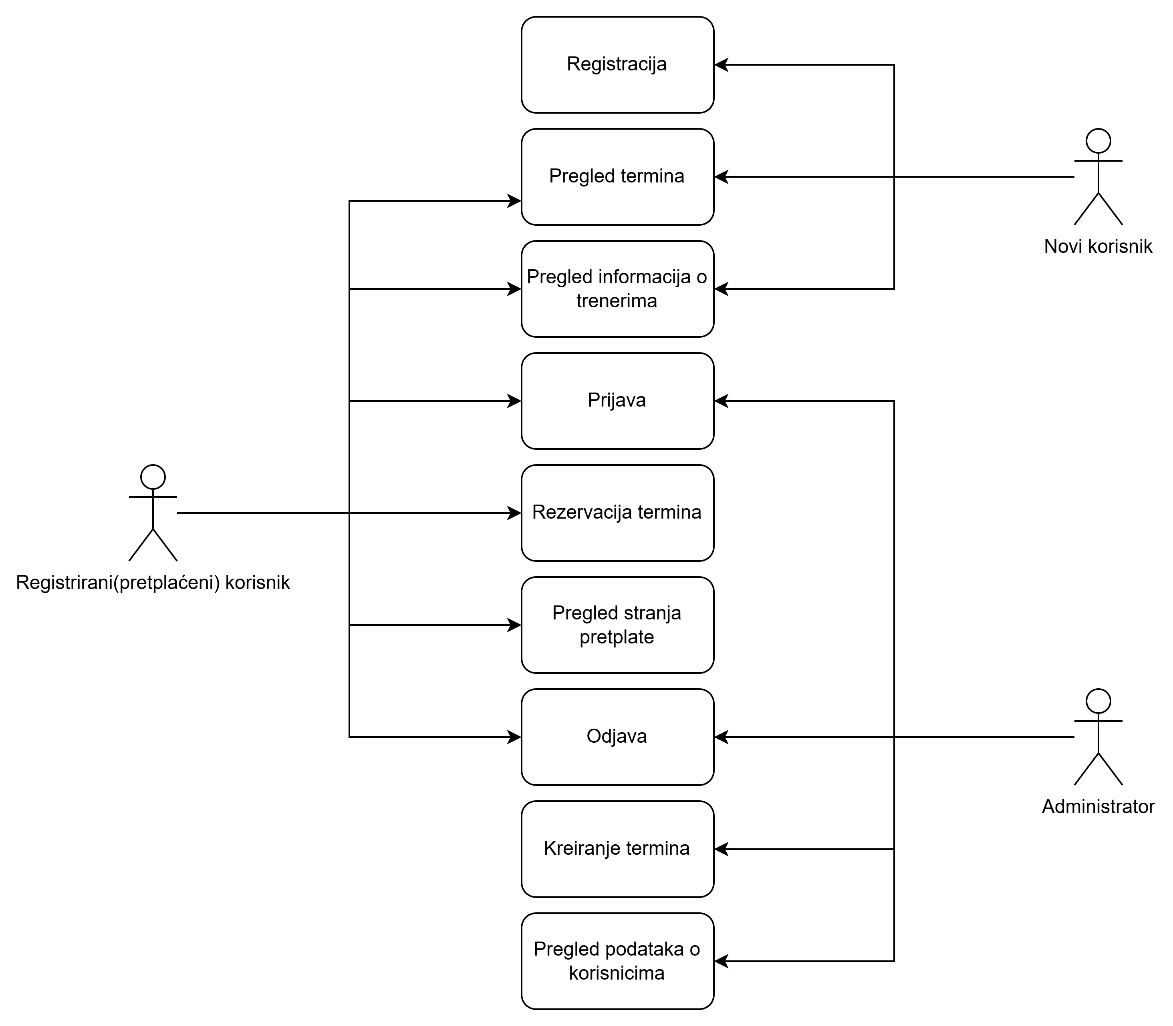 Registracija
Pregled termina
Novi korisnik
Pregled informacija o
trenerima
Prijava
Rezervacija termina
Registrirani(pretplaćeni) korisnik
Pregled stranja
pretplate
Odjava
Administrator
Kreiranje termina
Pregled podataka o
korisnicima